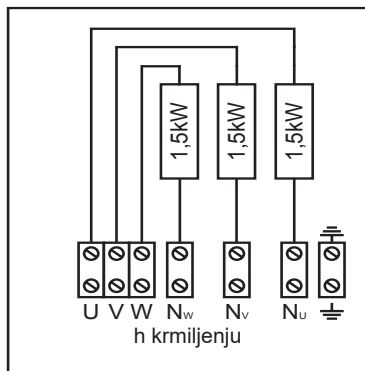 1,5kW 1,5kW 1,5kW
U V W Nw Nv Nu
h krmiljenju